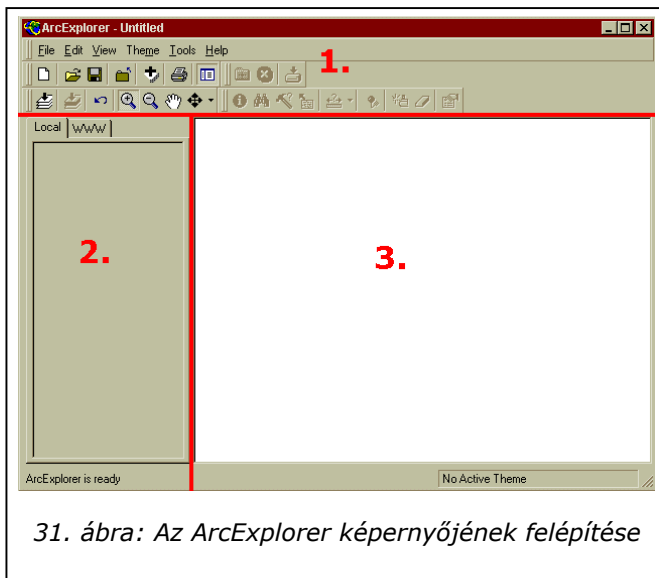 ArcExplorer - Untitled
File Edit View Theme Tools Help
1.
Local WWW
2.
3.
ArcExplorer is ready
No Active Theme
31. ábra: Az ArcExplorer képernyőjének felépítése